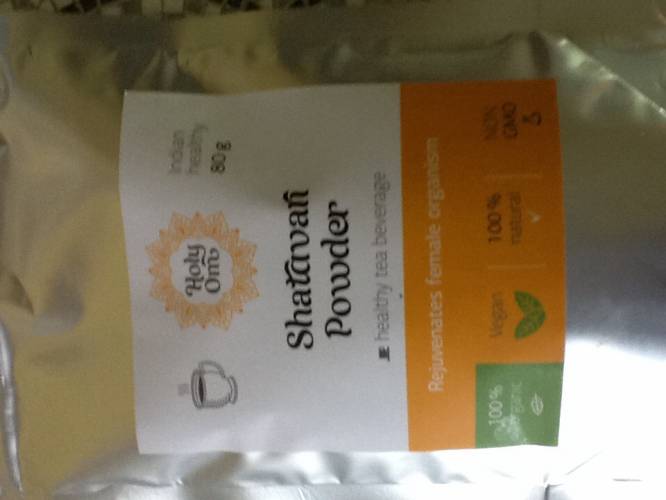 Holy
Om
Indian
healthy
80 g
Shatavari
Powder
healthy tea beverage
Rejuvenates female organism
100%
organic
Vegan
100%
natural
NON
GMO